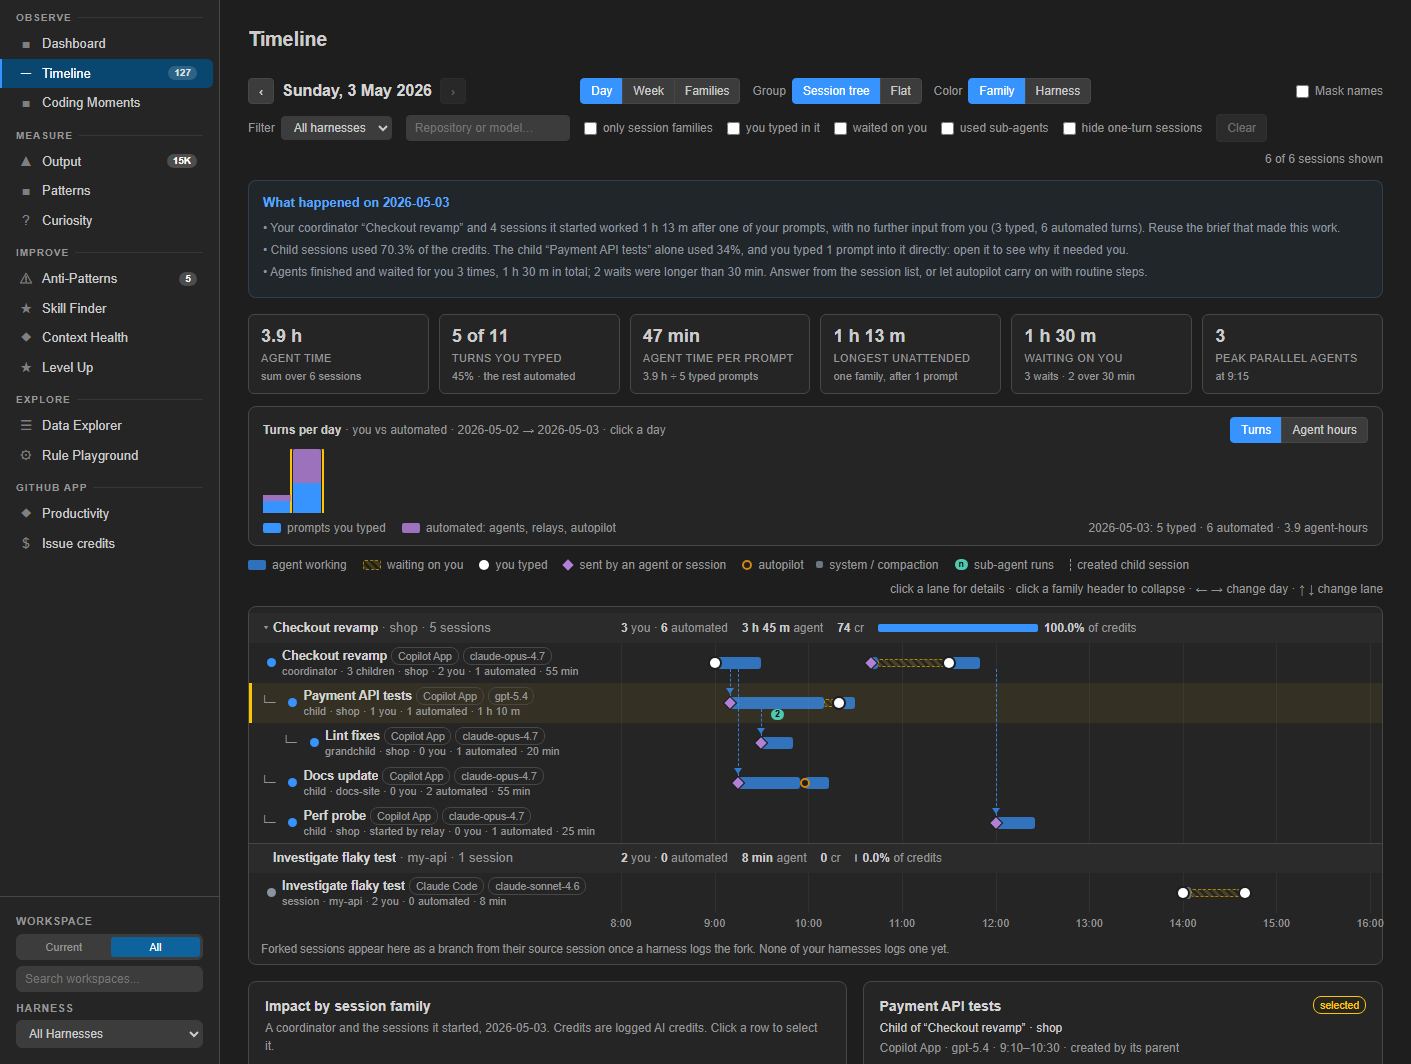 OBSERVE
Dashboard
Timeline 127
Coding Moments
MEASURE
Output 15K
Patterns
? Curiosity
IMPROVE
Anti-Patterns 5
Skill Finder
Context Health
Level Up
EXPLORE
Data Explorer
Rule Playground
GITHUB APP
Productivity
$ Issue credits
WORKSPACE
Current All
Search workspaces...
HARNESS
All Harnesses
Timeline
‹ Sunday, 3 May 2026 ›
Day Week Families Group Session tree Flat Color Family Harness
Mask names
Filter All harnesses Repository or model... only session families you typed in it waited on you used sub-agents hide one-turn sessions Clear
6 of 6 sessions shown
What happened on 2026-05-03
• Your coordinator “Checkout revamp” and 4 sessions it started worked 1 h 13 m after one of your prompts, with no further input from you (3 typed, 6 automated turns). Reuse the brief that made this work.
• Child sessions used 70.3% of the credits. The child “Payment API tests” alone used 34%, and you typed 1 prompt into it directly: open it to see why it needed you.
• Agents finished and waited for you 3 times, 1 h 30 m in total; 2 waits were longer than 30 min. Answer from the session list, or let autopilot carry on with routine steps.
3.9 h
AGENT TIME
sum over 6 sessions
5 of 11
TURNS YOU TYPED
45% · the rest automated
47 min
AGENT TIME PER PROMPT
3.9 h ÷ 5 typed prompts
1 h 13 m
LONGEST UNATTENDED
one family, after 1 prompt
1 h 30 m
WAITING ON YOU
3 waits · 2 over 30 min
3
PEAK PARALLEL AGENTS
at 9:15
Turns per day · you vs automated · 2026-05-02 → 2026-05-03 · click a day
Turns Agent hours
prompts you typed automated: agents, relays, autopilot
2026-05-03: 5 typed · 6 automated · 3.9 agent-hours
agent working waiting on you you typed sent by an agent or session autopilot system / compaction n sub-agent runs created child session
click a lane for details · click a family header to collapse · ← → change day · ↑ ↓ change lane
Checkout revamp · shop · 5 sessions 3 you · 6 automated 3 h 45 m agent 74 cr 100.0% of credits
Checkout revamp Copilot App claude-opus-4.7
coordinator · 3 children · shop · 2 you · 1 automated · 55 min
Payment API tests Copilot App gpt-5.4
child · shop · 1 you · 1 automated · 1 h 10 m
2
Lint fixes Copilot App claude-opus-4.7
grandchild · shop · 0 you · 1 automated · 20 min
Docs update Copilot App claude-opus-4.7
child · docs-site · 0 you · 2 automated · 55 min
Perf probe Copilot App claude-opus-4.7
child · shop · started by relay · 0 you · 1 automated · 25 min
Investigate flaky test · my-api · 1 session 2 you · 0 automated 8 min agent 0 cr 0.0% of credits
Investigate flaky test Claude Code claude-sonnet-4.6
session · my-api · 2 you · 0 automated · 8 min
8:00 9:00 10:00 11:00 12:00 13:00 14:00 15:00 16:00
Forked sessions appear here as a branch from their source session once a harness logs the fork. None of your harnesses logs one yet.
Impact by session family
A coordinator and the sessions it started, 2026-05-03. Credits are logged AI credits. Click a row to select
it.
Payment API tests selected
Child of “Checkout revamp” · shop
Copilot App · gpt-5.4 · 9:10–10:30 · created by its parent